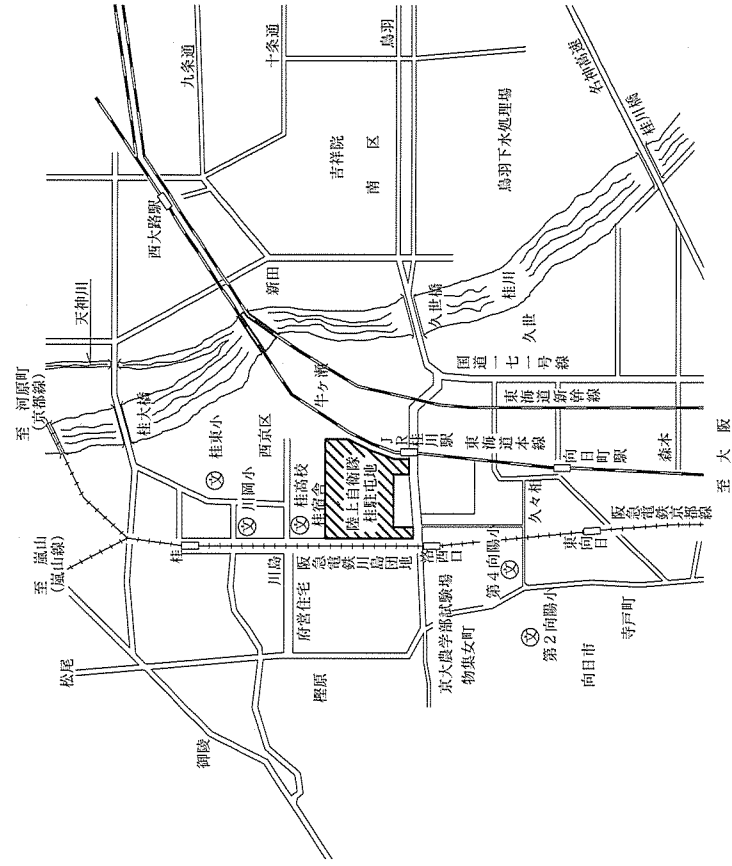 至 河原町
（京都線）
天神川
至 嵐山
（嵐山線）
松尾
御陵
桂大橋
西大路駅
九条通
十条通
鳥羽
桂東小
西京区
川岡小
桂高校
桂宿舎
桂
川島
新田
牛ヶ瀬
吉祥院
南区
陸上自衛隊
桂駐屯地
阪急電鉄川島団地
府営住宅
樫原
JR桂川駅
久世橋
桂川
久世
鳥羽下水処理場
名神高速
桂川橋
国道一七一号線
東海道新幹線
東海道本線
洛西口
京大農学部試験場
物集女町
第4向陽小
第2向陽小
向日市
寺戸町
久々相
東向日
向日町駅
森本
阪急電鉄京都線
至大阪
文
文
文
文
文